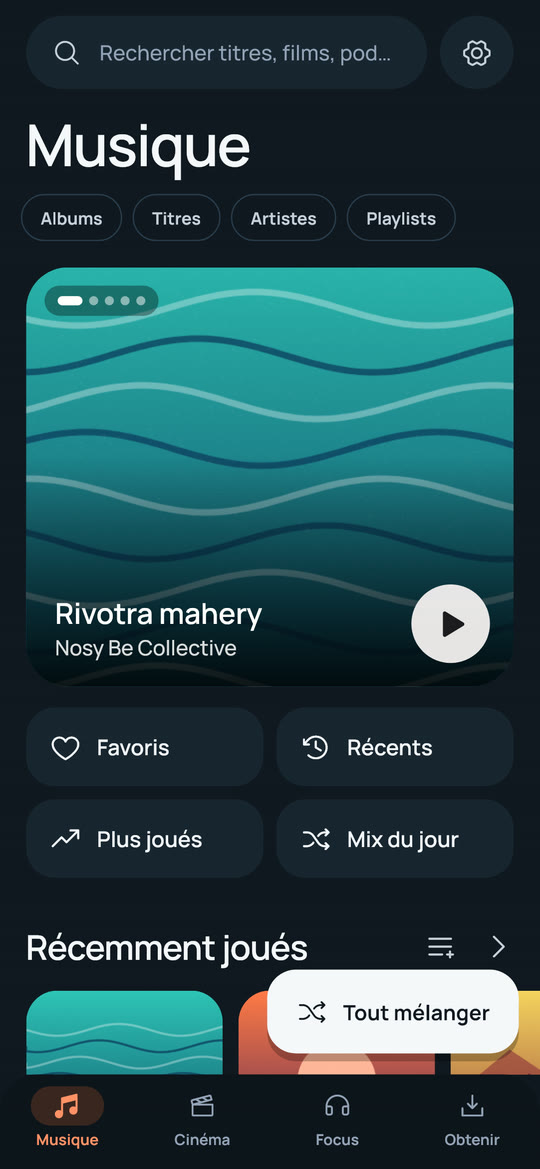 Rechercher titres, films, pod...
Musique
Albums
Titres
Artistes
Playlists
Rivotra mahery
Nosy Be Collective
Favoris
Récents
Plus joués
Mix du jour
Récemment joués
Tout mélanger
Musique
Cinéma
Focus
Obtenir